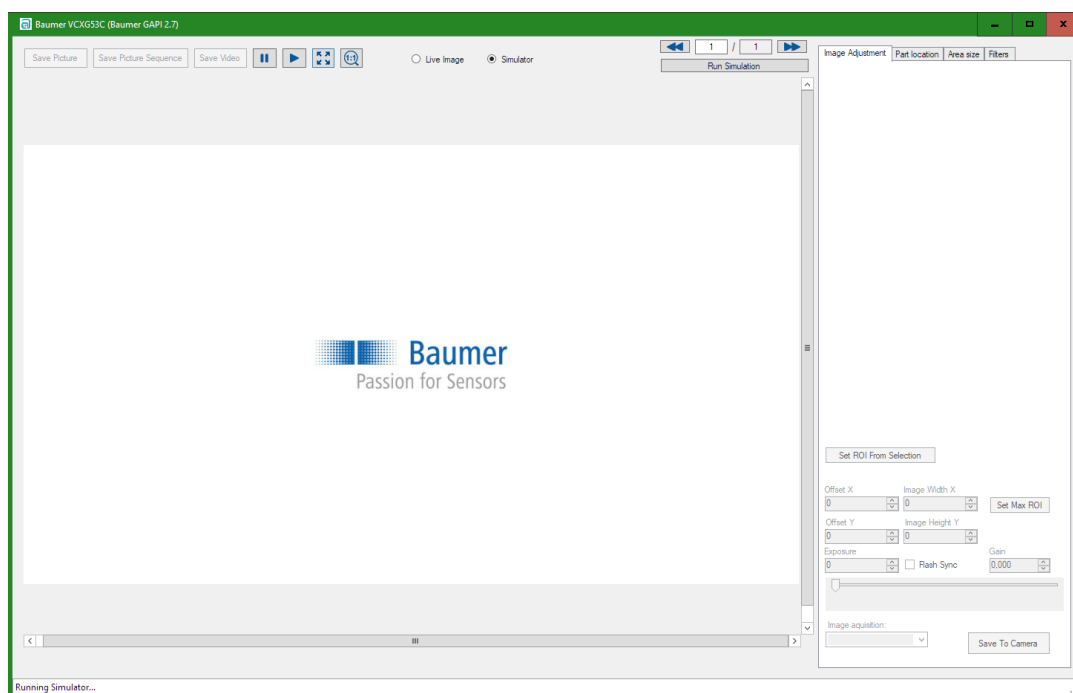 Baumer VCXG53C (Baumer GAPI 2.7)
Save Picture Save Picture Sequence Save Video 1:1 Live Image Simulator 1 / 1
Run Simulation
Image Adjustment Part location Area size Filters
Baumer
Passion for Sensors
Set ROI From Selection
Offset X Image Width X
0 0 Set Max ROI
Offset Y Image Height Y
0 0
Exposure Gain
0 Flash Sync 0,000
Image aquisition:
Save To Camera
Running Simulator...